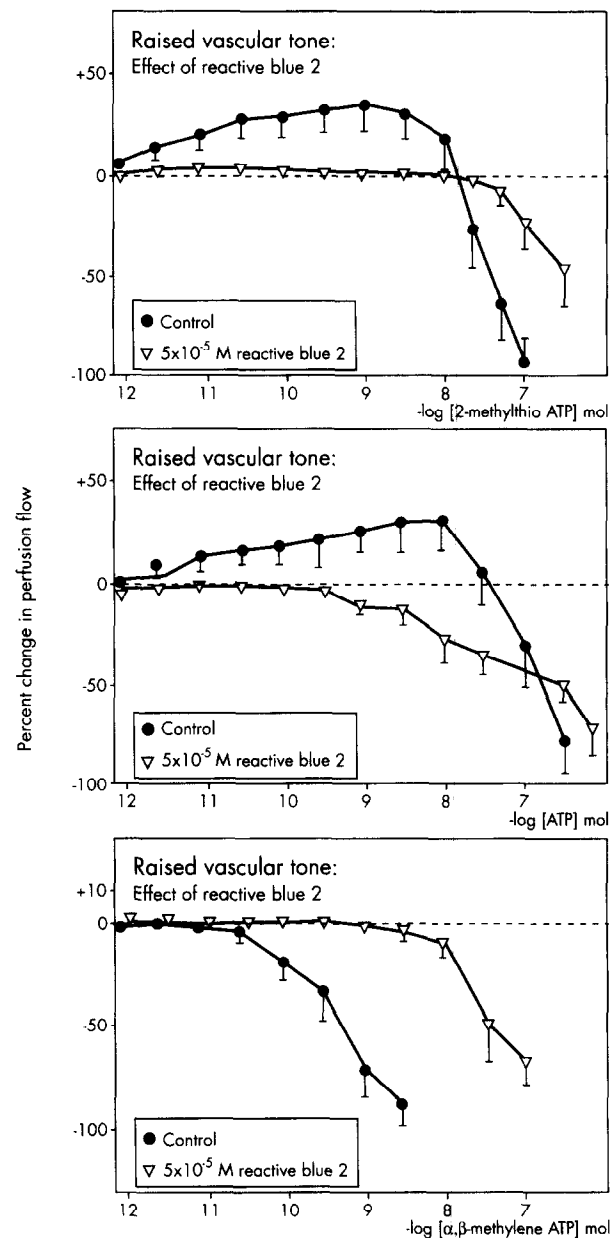 Raised vascular tone:
Effect of reactive blue 2
+50
0
-50
-100
Control
5x10⁻⁵ M reactive blue 2
12 11 10 9 8 7
-log [2-methylthio ATP] mol
Raised vascular tone:
Effect of reactive blue 2
+50
0
-50
-100
Control
5x10⁻⁵ M reactive blue 2
12 11 10 9 8 7
-log [ATP] mol
Percent change in perfusion flow
Raised vascular tone:
Effect of reactive blue 2
+10
0
-50
-100
Control
5x10⁻⁵ M reactive blue 2
12 11 10 9 8 7
-log [α,β-methylene ATP] mol